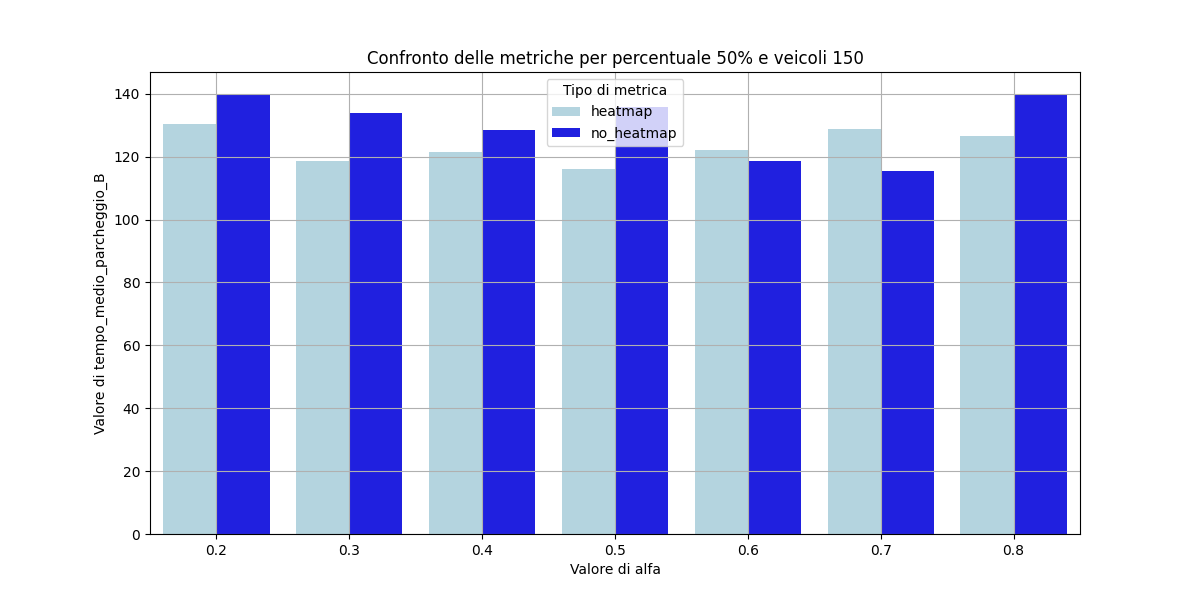 Confronto delle metriche per percentuale 50% e veicoli 150
Tipo di metrica
heatmap
no_heatmap
Valore di tempo_medio_parcheggio_B
140
120
100
80
60
40
20
0
0.2 0.3 0.4 0.5 0.6 0.7 0.8
Valore di alfa